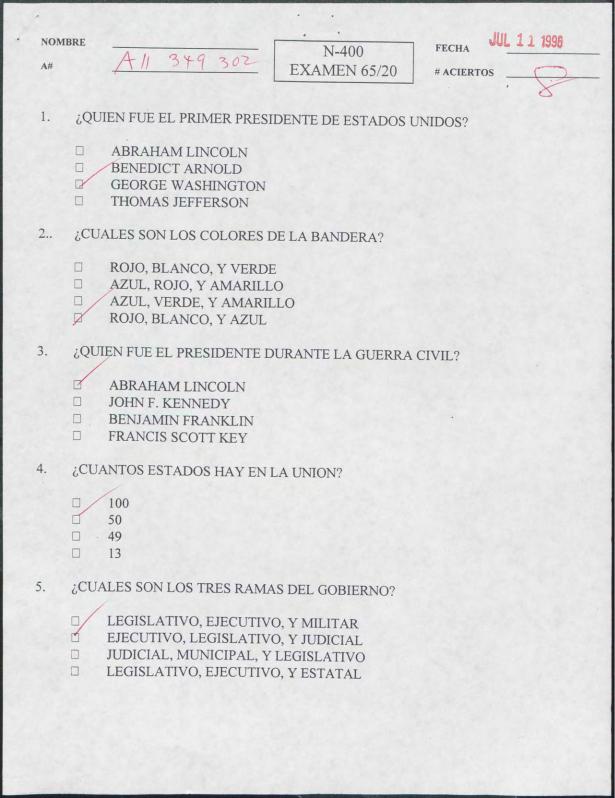 NOMBRE
A# A11 349 302
N-400
EXAMEN 65/20
FECHA JUL 11 1996
# ACIERTOS 8
1. ¿QUIEN FUE EL PRIMER PRESIDENTE DE ESTADOS UNIDOS?
ABRAHAM LINCOLN
BENEDICT ARNOLD
GEORGE WASHINGTON
THOMAS JEFFERSON
2.. ¿CUALES SON LOS COLORES DE LA BANDERA?
ROJO, BLANCO, Y VERDE
AZUL, ROJO, Y AMARILLO
AZUL, VERDE, Y AMARILLO
ROJO, BLANCO, Y AZUL
3. ¿QUIEN FUE EL PRESIDENTE DURANTE LA GUERRA CIVIL?
ABRAHAM LINCOLN
JOHN F. KENNEDY
BENJAMIN FRANKLIN
FRANCIS SCOTT KEY
4. ¿CUANTOS ESTADOS HAY EN LA UNION?
100
50
49
13
5. ¿CUALES SON LOS TRES RAMAS DEL GOBIERNO?
LEGISLATIVO, EJECUTIVO, Y MILITAR
EJECUTIVO, LEGISLATIVO, Y JUDICIAL
JUDICIAL, MUNICIPAL, Y LEGISLATIVO
LEGISLATIVO, EJECUTIVO, Y ESTATAL